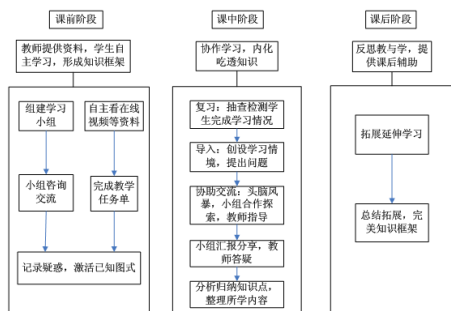 课前阶段
教师提供资料，学生自
主学习，形成知识框架
组建学习
小组
自主看在线
视频等资料
小组咨询
交流
完成教学
任务单
记录疑惑，激活已知图式
课中阶段
协作学习，内化
吃透知识
复习：抽查检测学
生完成学习情况
导入：创设学习情
境，提出问题
协助交流：头脑风
暴，小组合作探
索，教师指导
小组汇报分享，教
师答疑
分析归纳知识点，
整理所学内容
课后阶段
反思教与学，提
供课后辅助
拓展延伸学习
总结拓展，完
美知识框架